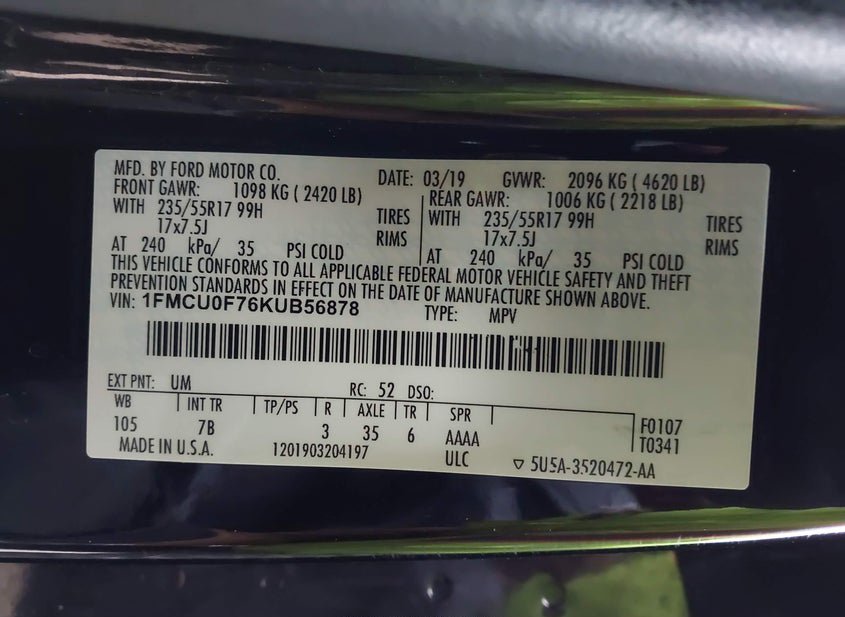 MFD. BY FORD MOTOR CO. DATE: 03/19 GVWR: 2096 KG ( 4620 LB)
FRONT GAWR: 1098 KG ( 2420 LB) REAR GAWR: 1006 KG ( 2218 LB)
WITH 235/55R17 99H TIRES WITH 235/55R17 99H TIRES
17x7.5J RIMS 17x7.5J RIMS
AT 240 kPa/ 35 PSI COLD AT 240 kPa/ 35 PSI COLD
THIS VEHICLE CONFORMS TO ALL APPLICABLE FEDERAL MOTOR VEHICLE SAFETY AND THEFT
PREVENTION STANDARDS IN EFFECT ON THE DATE OF MANUFACTURE SHOWN ABOVE.
VIN: 1FMCU0F76KUB56878 TYPE: MPV
EXT PNT: UM RC: 52 DSO:
WB INT TR TP/PS R AXLE TR SPR F0107
105 7B 3 35 6 AAAA T0341
MADE IN U.S.A. 1201903204197 ULC ▽ 5U5A-3520472-AA